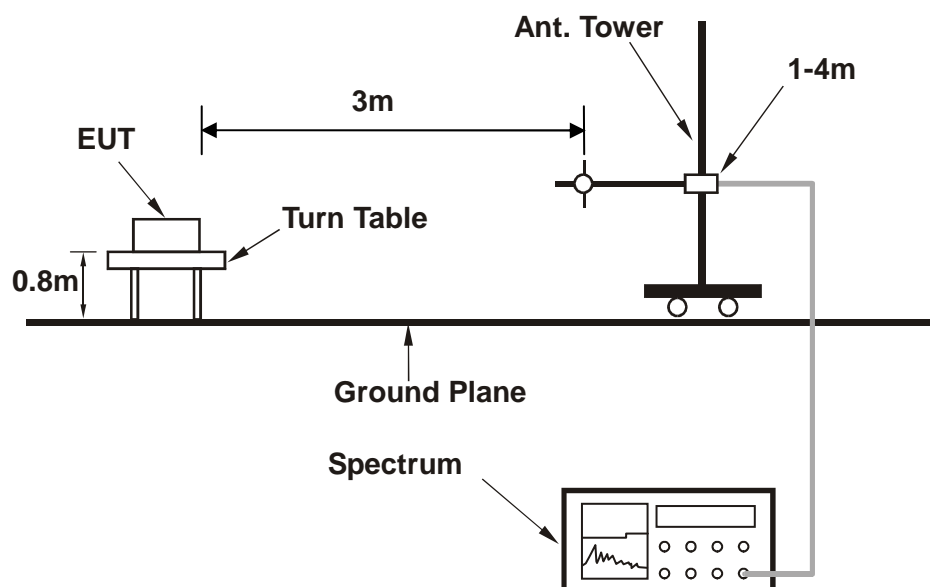 Ant. Tower
1-4m
3m
EUT
Turn Table
0.8m
Ground Plane
Spectrum